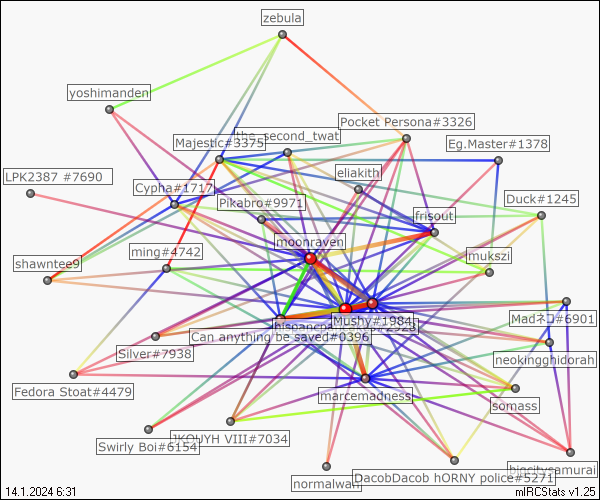 zebula
yoshimanden
Pocket Persona#3326
the_second_twat
Majestic#3375
Eg.Master#1378
LPK2387 #7690
eliakith
Cypha#1717
Pikabro#9971
Duck#1245
frisout
moonraven
ming#4742
mukszi
shawntee9
Mushy#1984
Madネコ#6901
Can anything be saved#0396
Silver#7938
neokingghidorah
Fedora Stoat#4479
marcemadness
somass
JKOUYH VIII#7034
Swirly Boi#6154
normalwan
DacobDacob hORNY police#5271
biocitysamurai
14.1.2024 6:31
mIRCStats v1.25